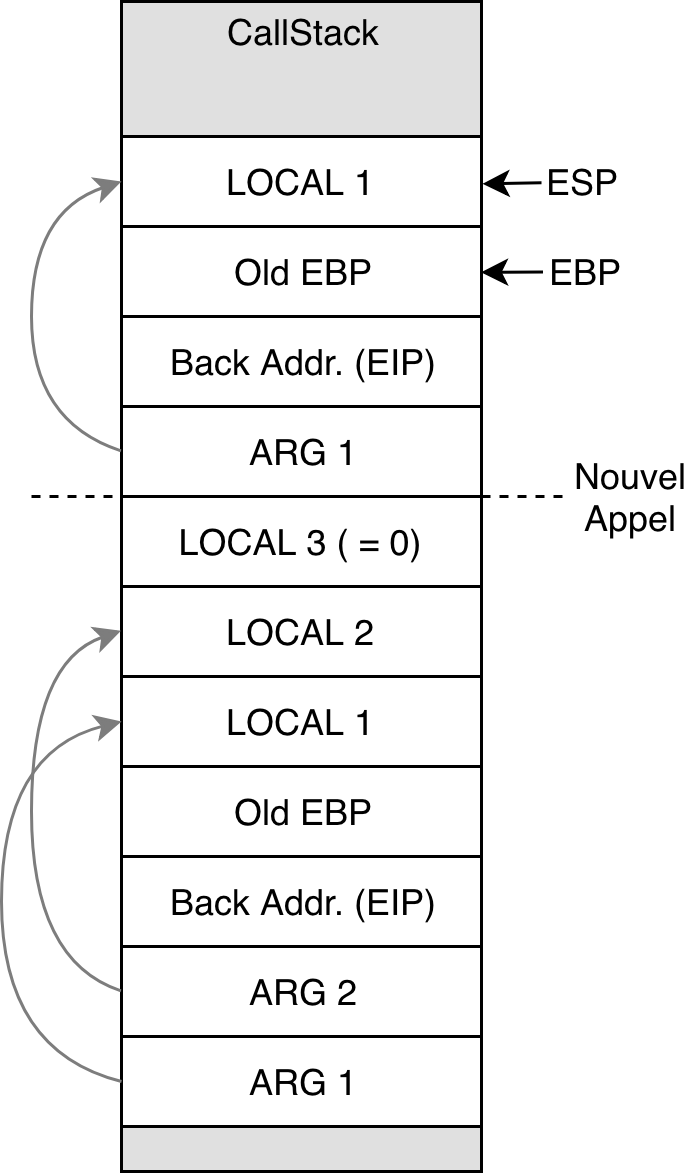 CallStack
LOCAL 1
ESP
Old EBP
EBP
Back Addr. (EIP)
ARG 1
Nouvel
Appel
LOCAL 3 ( = 0)
LOCAL 2
LOCAL 1
Old EBP
Back Addr. (EIP)
ARG 2
ARG 1